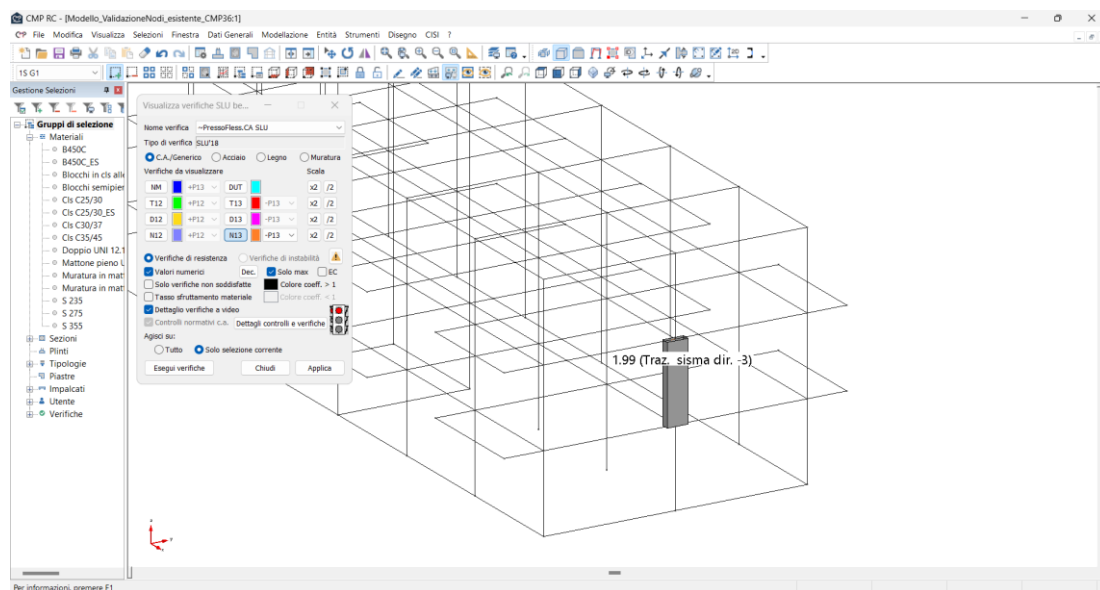 CMP RC - [Modello_ValidazioneNodi_esistente_CMP36:1]
File Modifica Visualizza Selezioni Finestra Dati Generali Modellazione Entità Strumenti Disegno CISI ?
1S G1
Gestione Selezioni
Gruppi di selezione
Materiali
B450C
B450C_ES
Blocchi in cls alle
Blocchi semipier
Cls C25/30
Cls C25/30_ES
Cls C30/37
Cls C35/45
Doppio UNI 12.1
Mattone pieno U
Muratura in matt
Muratura in matt
S 235
S 275
S 355
Sezioni
Plinti
Tipologie
Piastre
Impalcati
Utente
Verifiche
Visualizza verifiche SLU be...
Nome verifica ~PressoFless.CA SLU
Tipo di verifica SLU'18
C.A./Generico Acciaio Legno Muratura
Verifiche da visualizzare Scala
NM +P13 DUT x2 /2
T12 +P12 T13 -P13 x2 /2
D12 +P12 D13 -P13 x2 /2
N12 +P12 N13 -P13 x2 /2
Verifiche di resistenza Verifiche di instabilità
Valori numerici Dec. Solo max EC
Solo verifiche non soddisfatte Colore coeff. > 1
Tasso sfruttamento materiale Colore coeff. < 1
Dettaglio verifiche a video
Controlli normativi c.a. Dettagli controlli e verifiche
Agisci su:
Tutto Solo selezione corrente
Esegui verifiche Chiudi Applica
1.99 (Traz. sisma dir. -3)
Per informazioni, premere F1